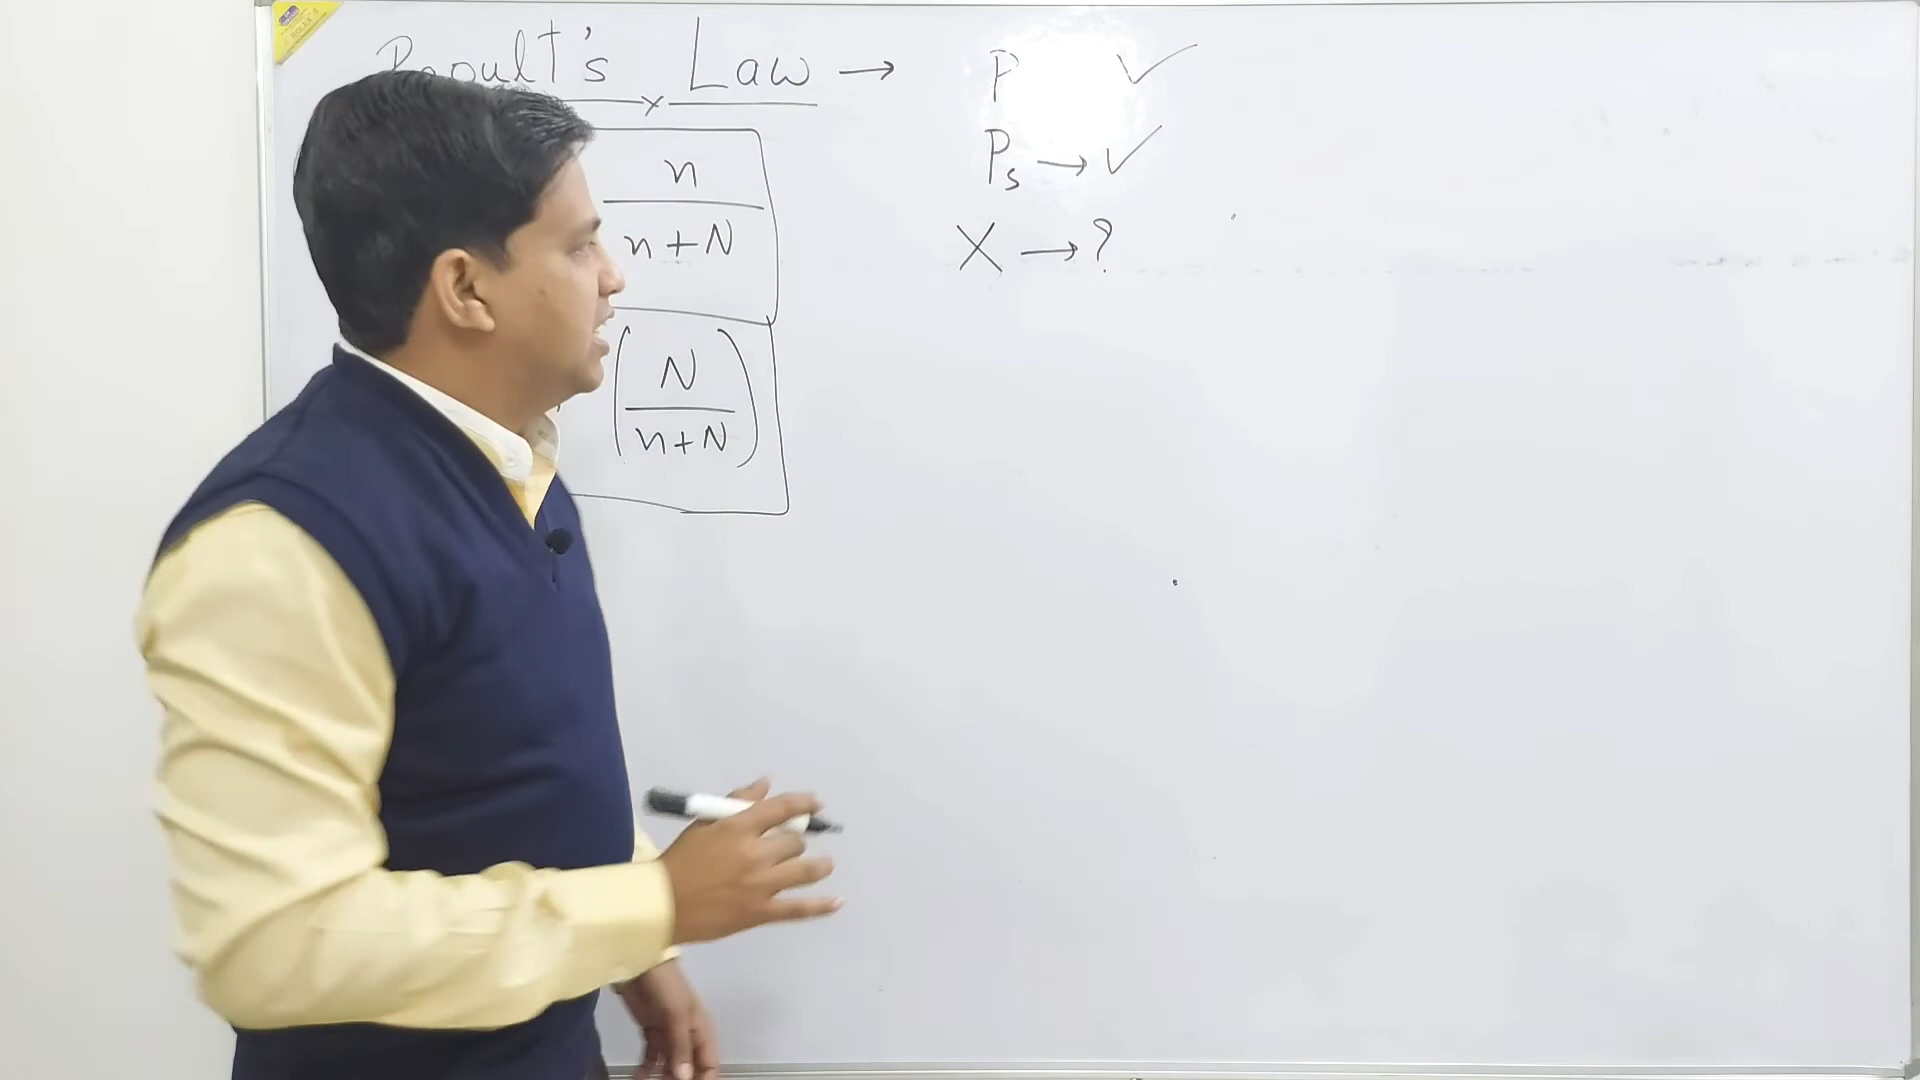 Raoult's Law →
n
n+N
(N
n+N)
P ✓
Ps → ✓
X → ?